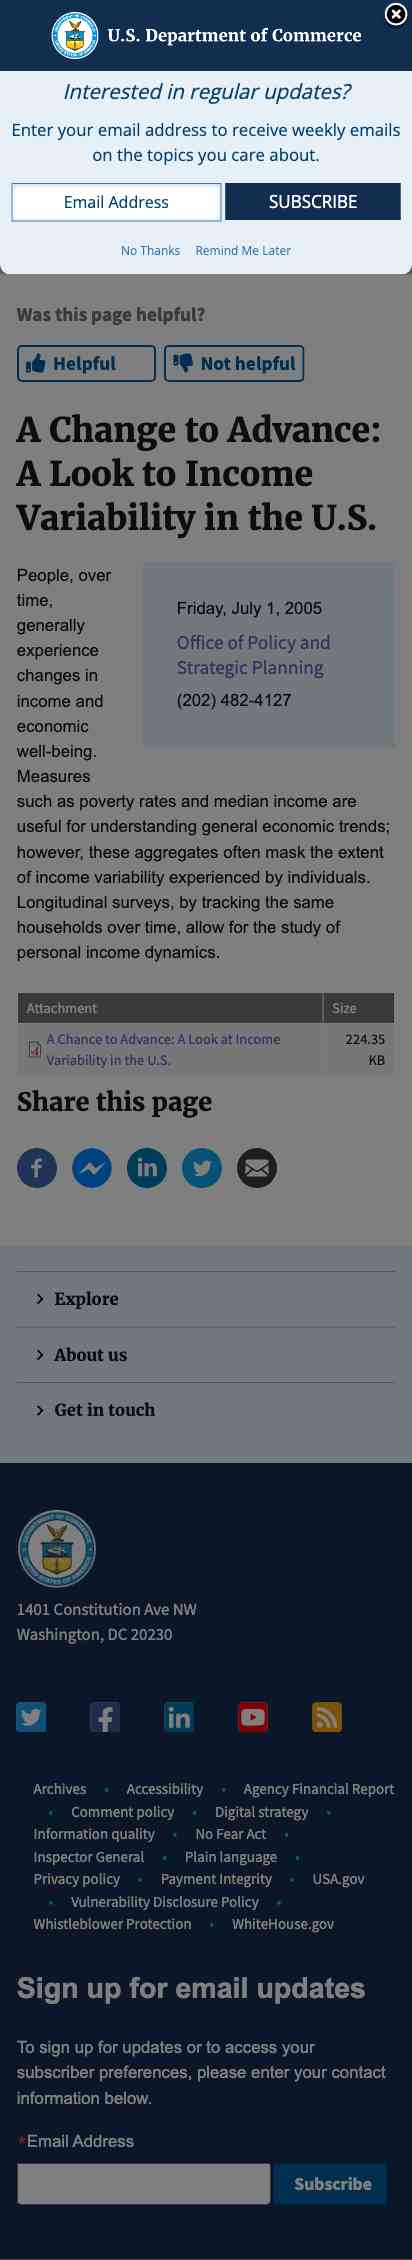 U.S. Department of Commerce
Interested in regular updates?
Enter your email address to receive weekly emails
on the topics you care about.
Email Address
SUBSCRIBE
No Thanks Remind Me Later
Was this page helpful?
Helpful
Not helpful
A Change to Advance:
A Look to Income
Variability in the U.S.
People, over
time,
generally
experience
changes in
income and
economic
well-being.
Measures
Friday, July 1, 2005
Office of Policy and
Strategic Planning
(202) 482-4127
such as poverty rates and median income are
useful for understanding general economic trends;
however, these aggregates often mask the extent
of income variability experienced by individuals.
Longitudinal surveys, by tracking the same
households over time, allow for the study of
personal income dynamics.
Attachment Size
A Chance to Advance: A Look at Income 224.35
Variability in the U.S. KB
Share this page
Explore
About us
Get in touch
1401 Constitution Ave NW
Washington, DC 20230
Archives • Accessibility • Agency Financial Report
• Comment policy • Digital strategy •
Information quality • No Fear Act •
Inspector General • Plain language •
Privacy policy • Payment Integrity • USA.gov
• Vulnerability Disclosure Policy •
Whistleblower Protection • WhiteHouse.gov
Sign up for email updates
To sign up for updates or to access your
subscriber preferences, please enter your contact
information below.
*Email Address
Subscribe